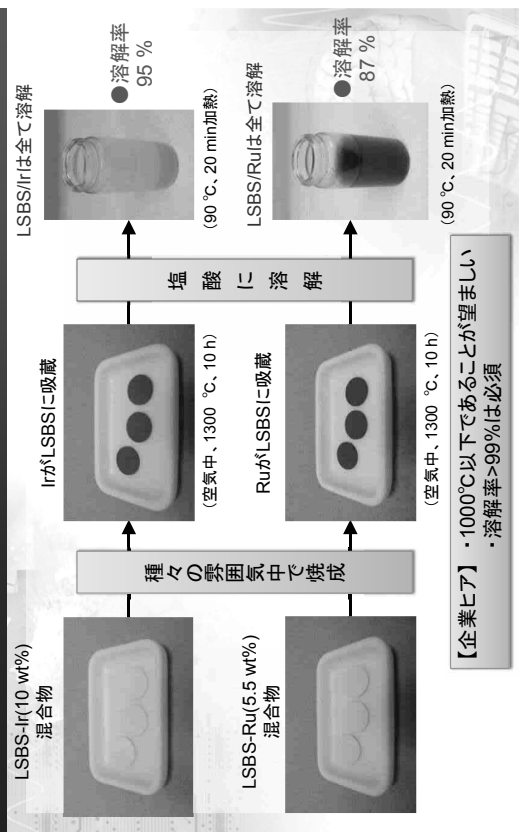 LSBS-Ir(10 wt%)
混合物
種々の雰囲気中で焼成
IrがLSBSに吸蔵
(空気中、1300 °C、10 h)
塩酸に溶解
LSBS/Irは全て溶解
●溶解率
95 %
(90 °C、20 min加熱)
LSBS-Ru(5.5 wt%)
混合物
RuがLSBSに吸蔵
(空気中、1300 °C、10 h)
LSBS/Ruは全て溶解
●溶解率
87 %
(90 °C、20 min加熱)
【企業ヒア】・1000℃以下であることが望ましい
・溶解率>99%は必須